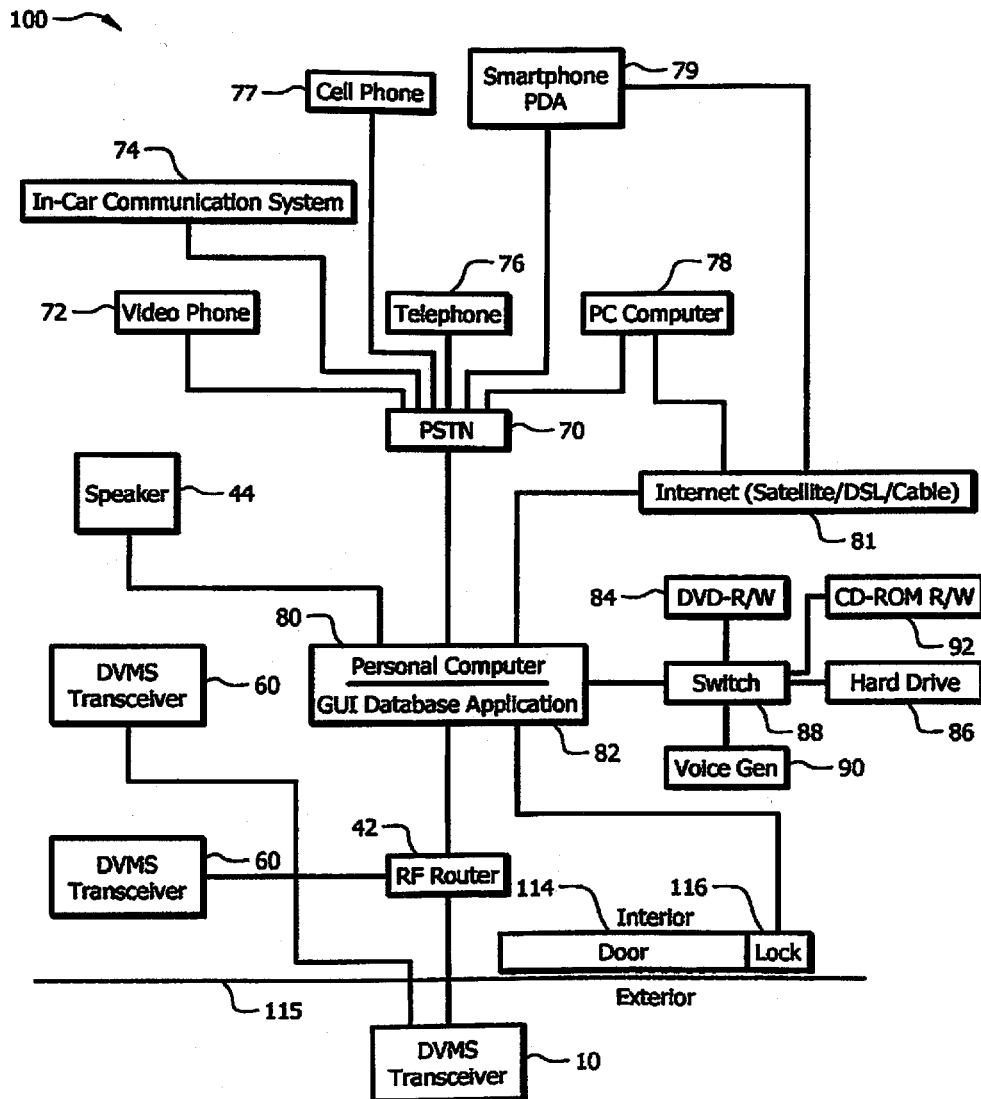 100
77
Cell Phone
Smartphone
PDA
79
74
In-Car Communication System
72
Video Phone
76
Telephone
78
PC Computer
PSTN
70
Speaker
44
Internet (Satellite/DSL/Cable)
81
84
DVD-R/W
CD-ROM R/W
92
80
Personal Computer
GUI Database Application
82
Switch
88
Hard Drive
86
Voice Gen
90
DVMS
Transceiver
60
DVMS
Transceiver
60
42
RF Router
114
Interior
116
Door
Lock
115
Exterior
DVMS
Transceiver
10